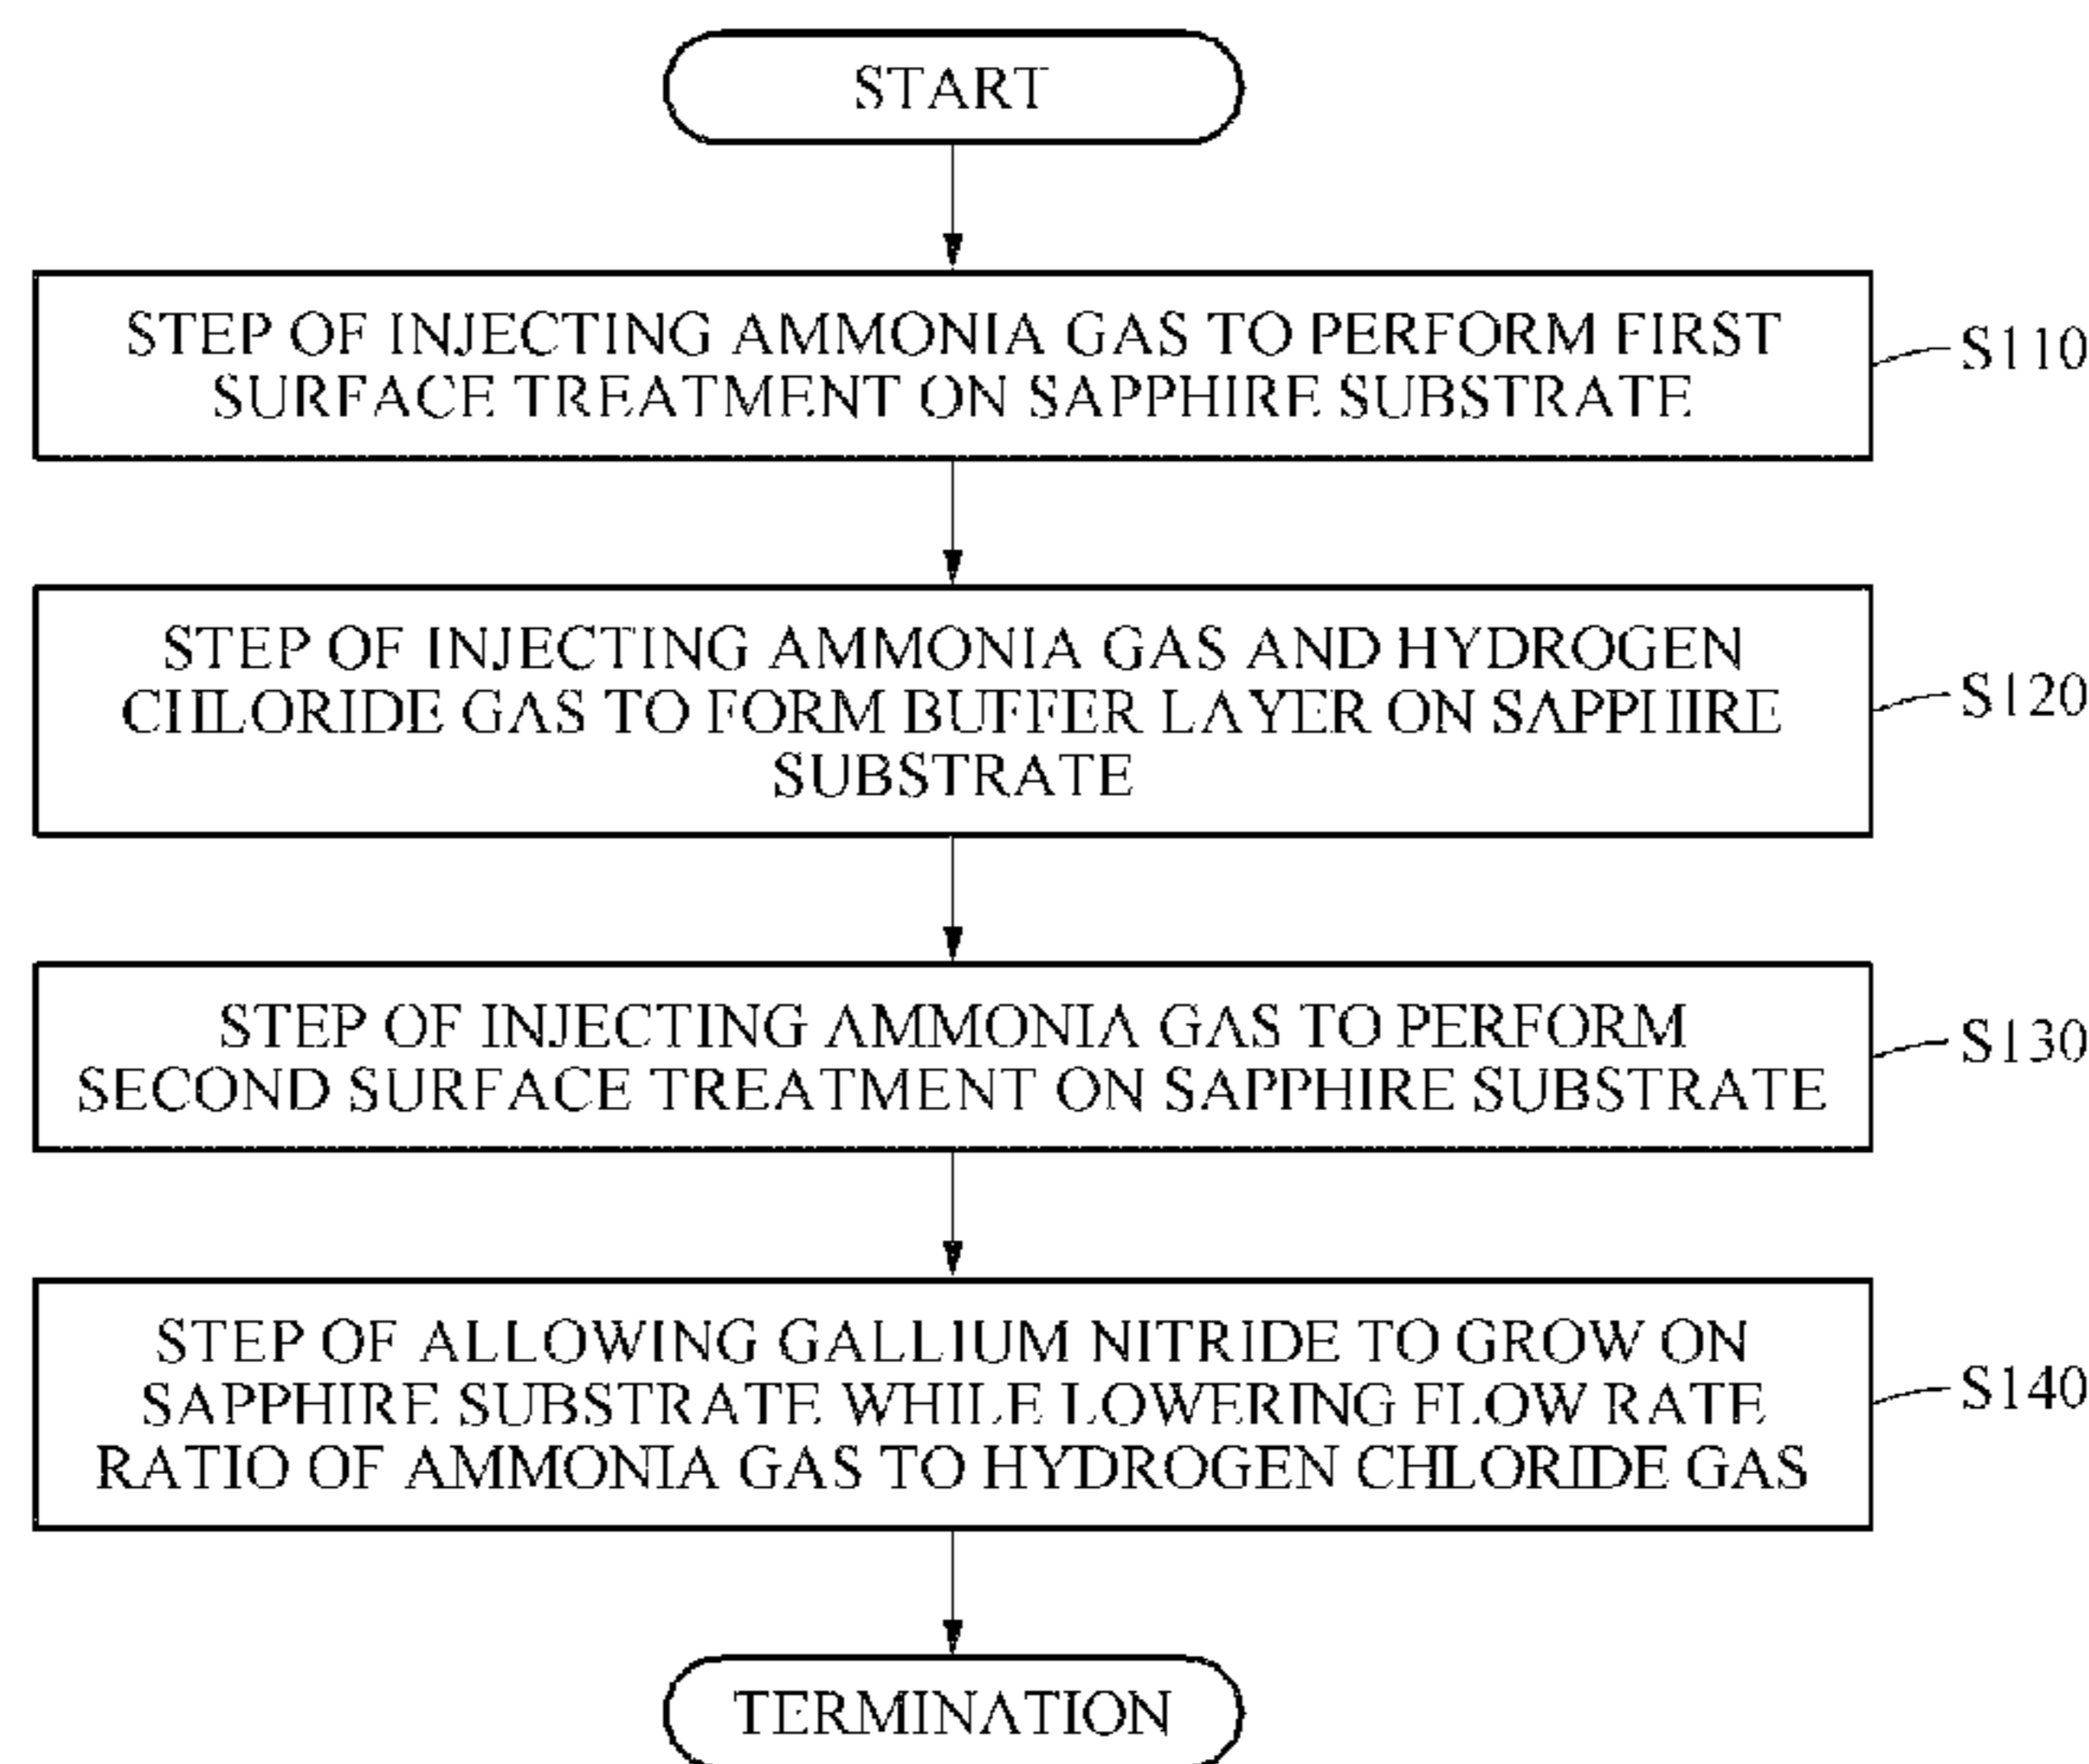 START
STEP OF INJECTING AMMONIA GAS TO PERFORM FIRST
SURFACE TREATMENT ON SAPPHIRE SUBSTRATE
S110
STEP OF INJECTING AMMONIA GAS AND HYDROGEN
CHLORIDE GAS TO FORM BUFFER LAYER ON SAPPHIRE
SUBSTRATE
S120
STEP OF INJECTING AMMONIA GAS TO PERFORM
SECOND SURFACE TREATMENT ON SAPPHIRE SUBSTRATE
S130
STEP OF ALLOWING GALLIUM NITRIDE TO GROW ON
SAPPHIRE SUBSTRATE WHILE LOWERING FLOW RATE
RATIO OF AMMONIA GAS TO HYDROGEN CHLORIDE GAS
S140
TERMINATION